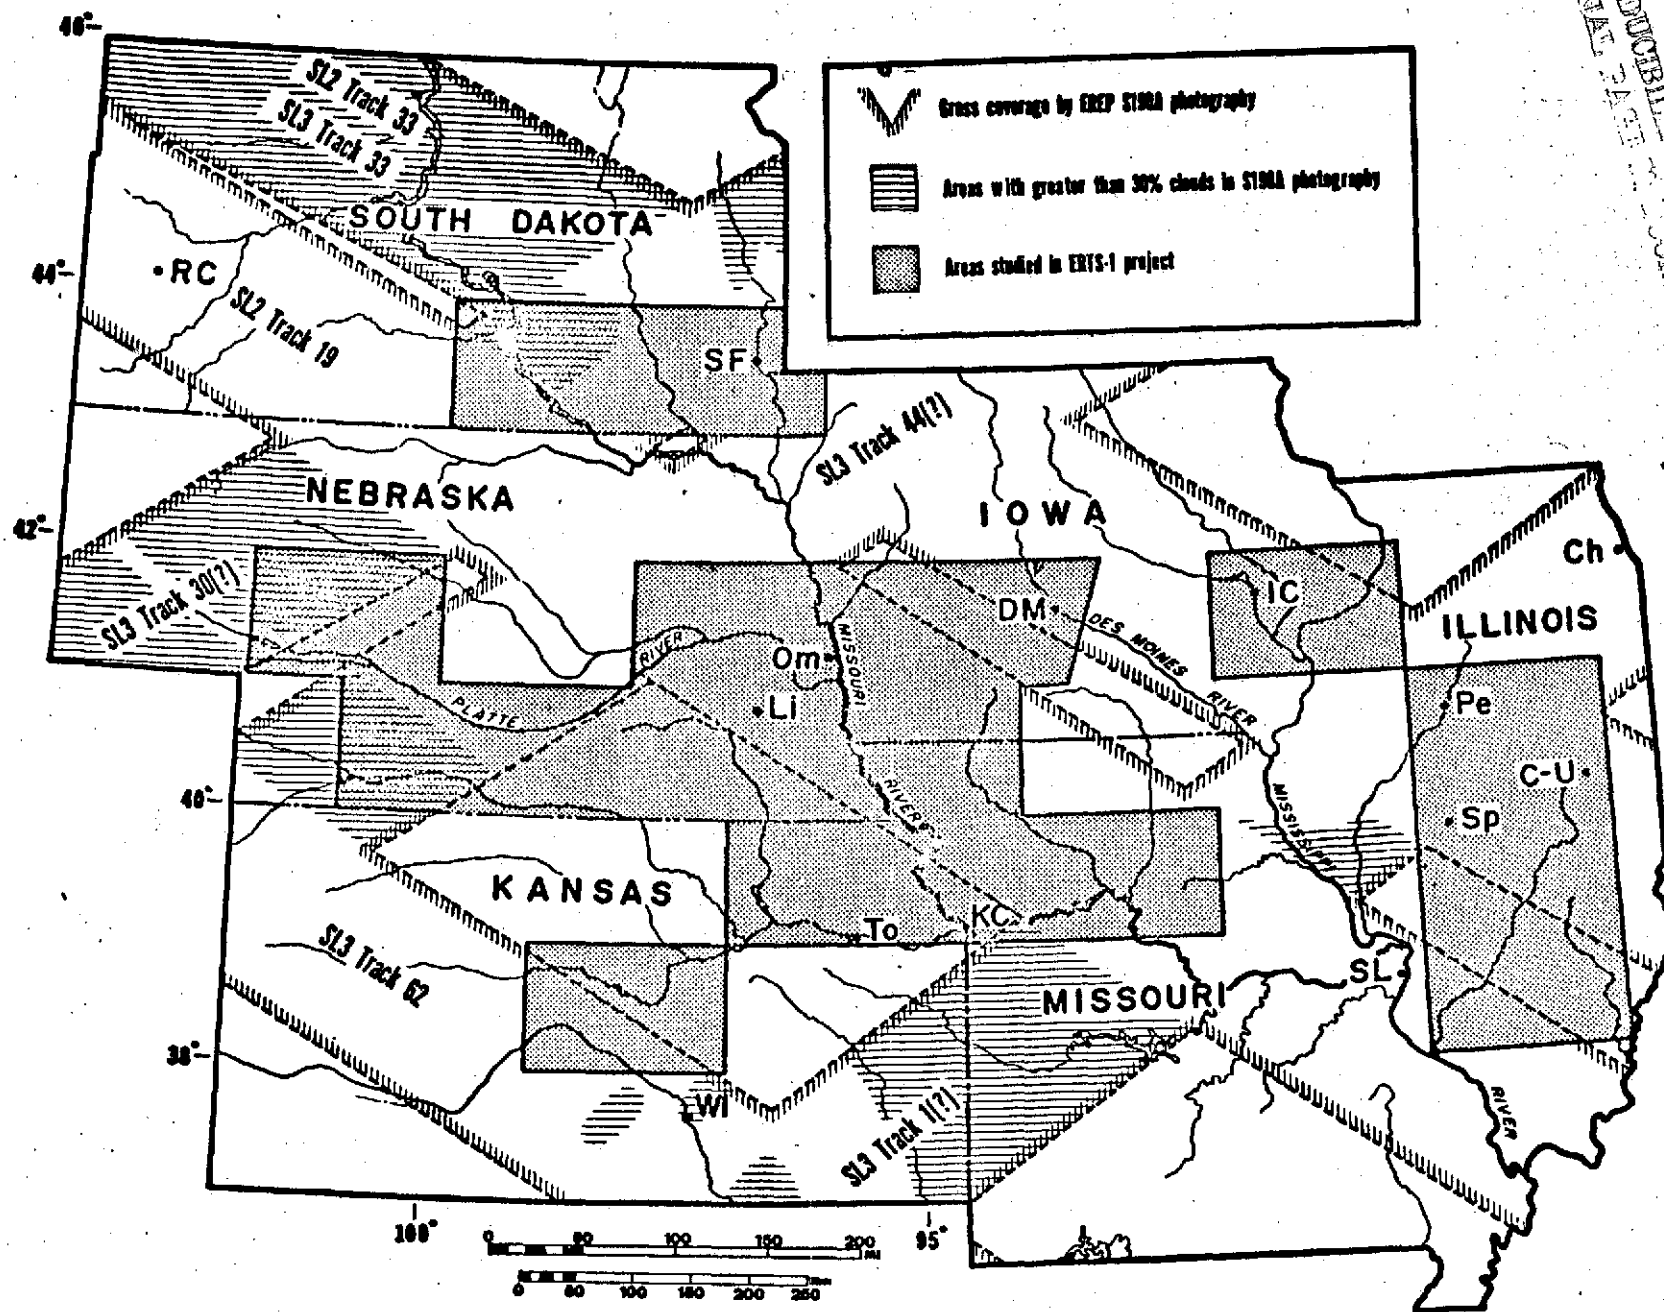 46°
SL2 Track 33
SL3 Track 33
SOUTH DAKOTA
44°
RC
SL2 Track 19
SF
Gross coverage by EREP S190A photography
Areas with greater than 30% clouds in S190A photography
Areas studied in ERTS-1 project
SL3 Track 44(?)
NEBRASKA
IOWA
42°
Ch
SL3 Track 30(?)
IC
DM
ILLINOIS
DES MOINES RIVER
MISSOURI
RIVER
Om
Li
PLATTE
Pe
C-U
40°
RIVERS
MISSISSIPPI
Sp
KANSAS
To
KC
SL3 Track 62
SL
MISSOURI
38°
WI
SL3 Track 1(?)
RIVER
100°
95°
0 50 100 150 200
MI
0 50 100 150 200 250
Km